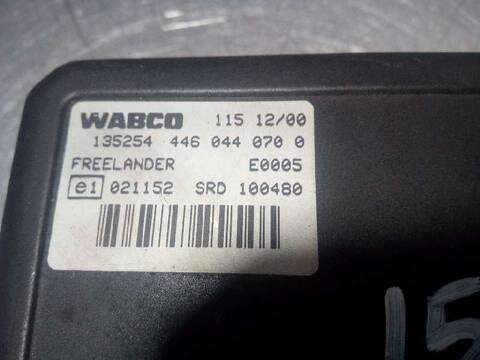 WABCO 115 12/00
135254 446 044 070 0
FREELANDER E0005
e1 021152 SRD 100480
15